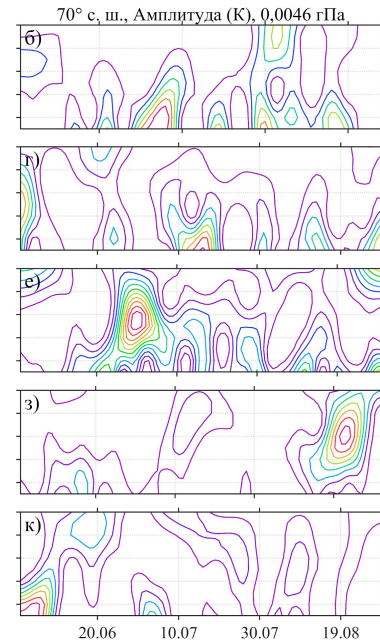 70° с. ш., Амплитуда (К), 0,0046 гПа
б)
г)
е)
з)
к)
20.06 10.07 30.07 19.08